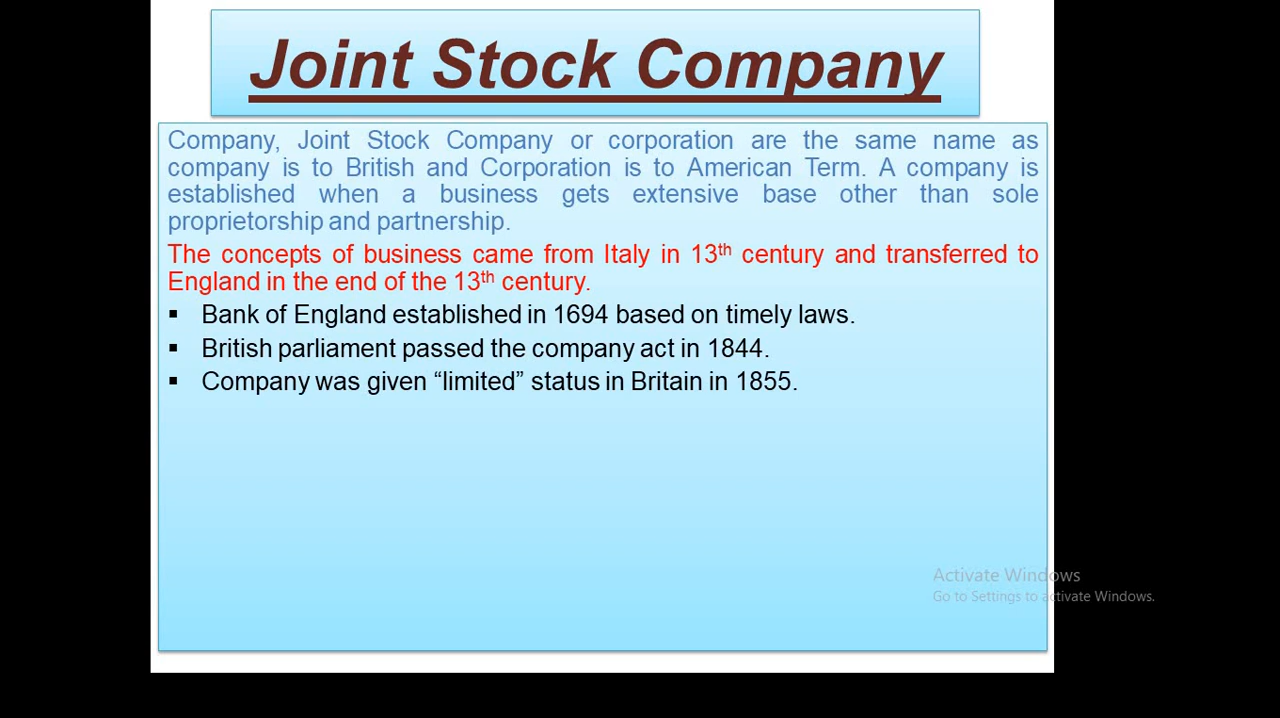 Joint Stock Company
Company, Joint Stock Company or corporation are the same name as
company is to British and Corporation is to American Term. A company is
established when a business gets extensive base other than sole
proprietorship and partnership.
The concepts of business came from Italy in 13th century and transferred to
England in the end of the 13th century.
▪ Bank of England established in 1694 based on timely laws.
▪ British parliament passed the company act in 1844.
▪ Company was given “limited” status in Britain in 1855.
Activate Windows
Go to Settings to activate Windows.